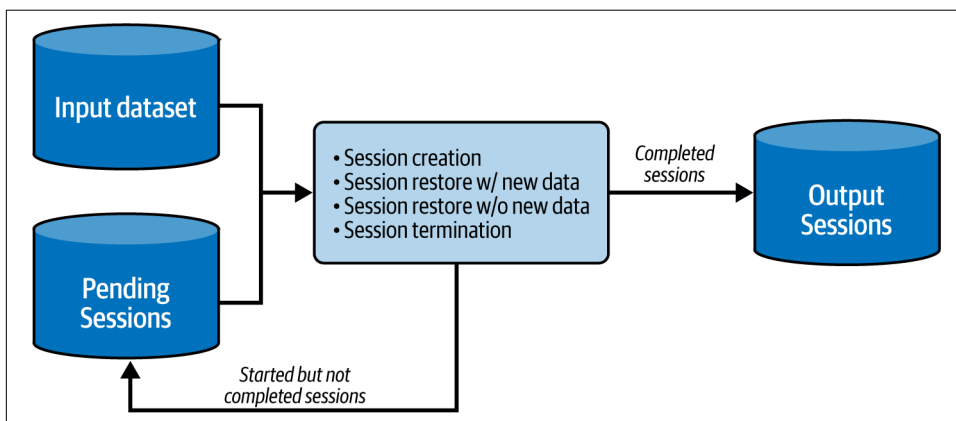 Input dataset
• Session creation
• Session restore w/ new data
• Session restore w/o new data
• Session termination
Completed
sessions
Output
Sessions
Pending
Sessions
Started but not
completed sessions